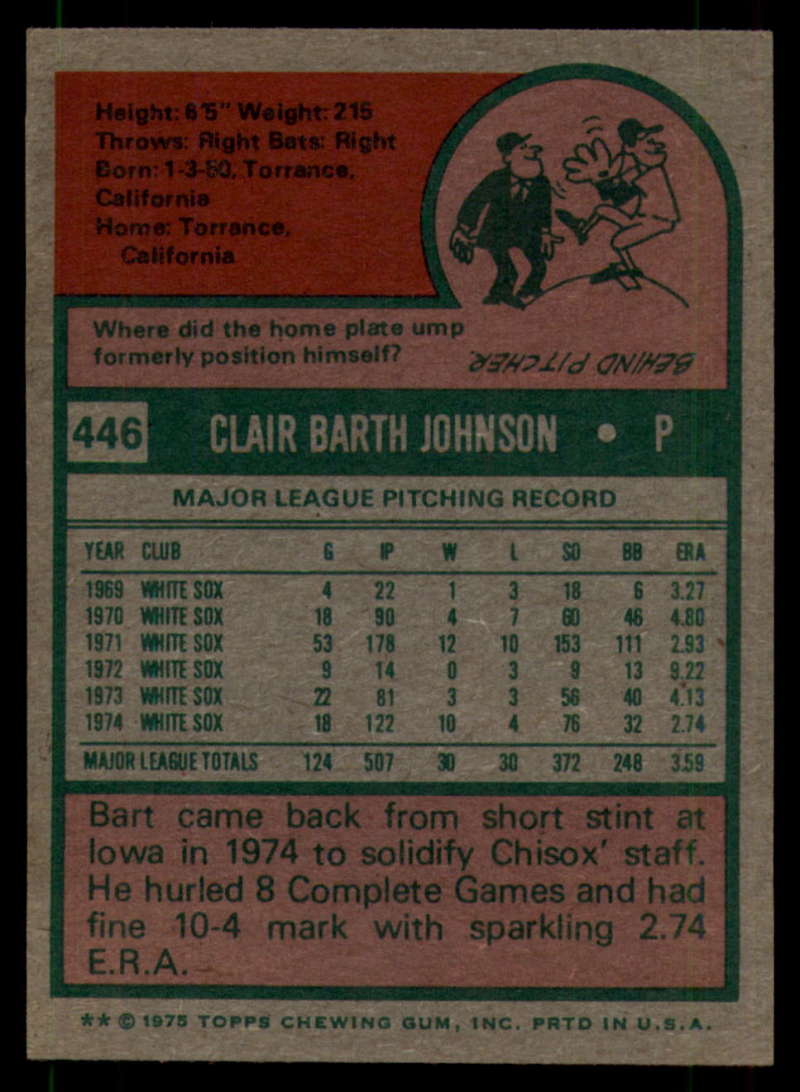 Height: 6'5" Weight: 215
Throws: Right Bats: Right
Born: 1-3-50, Torrance,
California
Home: Torrance,
California
Where did the home plate ump
formerly position himself?
BEHIND PITCHER.
446 CLAIR BARTH JOHNSON • P
MAJOR LEAGUE PITCHING RECORD
YEAR CLUB G IP W L SO BB ERA
1969 WHITE SOX 4 22 1 3 18 6 3.27
1970 WHITE SOX 18 90 4 7 60 46 4.80
1971 WHITE SOX 53 178 12 10 153 111 2.93
1972 WHITE SOX 9 14 0 3 9 13 9.22
1973 WHITE SOX 22 81 3 3 56 40 4.13
1974 WHITE SOX 18 122 10 4 76 32 2.74
MAJOR LEAGUE TOTALS 124 507 30 30 372 248 3.59
Bart came back from short stint at
Iowa in 1974 to solidify Chisox' staff.
He hurled 8 Complete Games and had
fine 10-4 mark with sparkling 2.74
E.R.A.
** © 1975 TOPPS CHEWING GUM, INC. PRTD IN U.S.A.